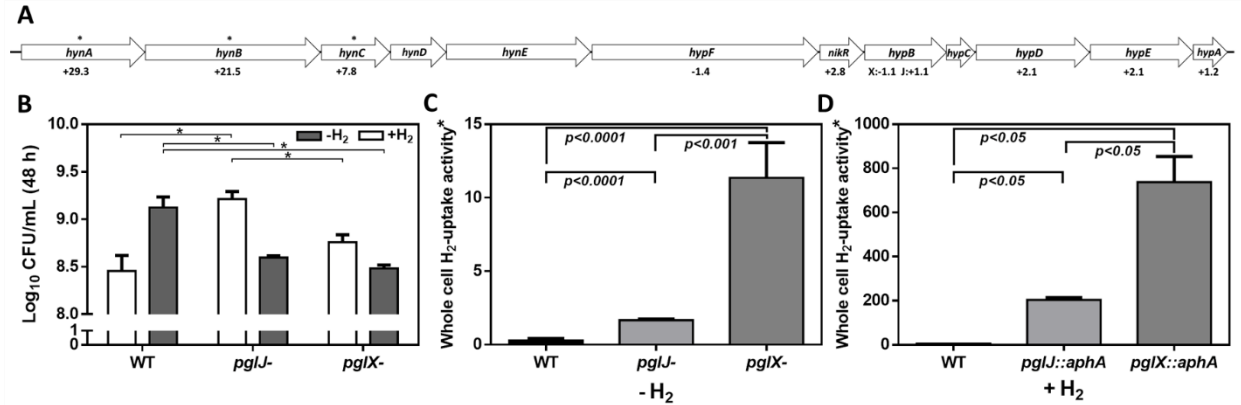 A
* * *
hynA hynB hynC hynD hynE hypF nikR hypB hypC hypD hypE hypA
+29.3 +21.5 +7.8 -1.4 +2.8 X:-1.1 J:+1.1 +2.1 +2.1 +1.2
B
Log10 CFU/mL (48 h)
10.0
9.5
9.0
8.5
8.0
1
0
-H2 +H2
*
*
*
*
WT pglJ- pglX-
C
Whole cell H2-uptake activity*
15
10
5
0
p<0.0001
p<0.001
p<0.0001
WT pglJ- pglX-
- H2
D
Whole cell H2-uptake activity*
1000
800
600
400
200
0
p<0.05
p<0.05
p<0.05
WT pglJ::aphA pglX::aphA
+ H2